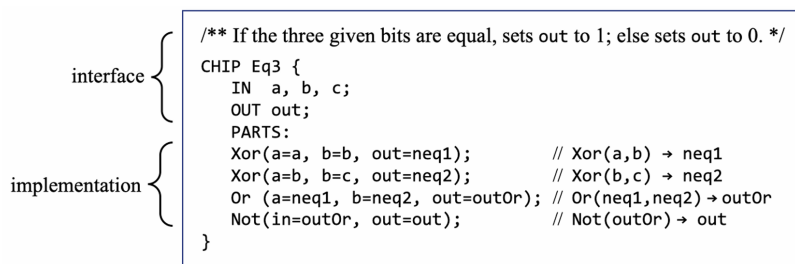 /** If the three given bits are equal, sets out to 1; else sets out to 0. */
interface
CHIP Eq3 {
IN  a, b, c;
OUT out;
PARTS:
implementation
Xor(a=a, b=b, out=neq1);  // Xor(a,b) → neq1
Xor(a=b, b=c, out=neq2);  // Xor(b,c) → neq2
Or (a=neq1, b=neq2, out=outOr); // Or(neq1,neq2) → outOr
Not(in=outOr, out=out);  // Not(outOr) → out
}